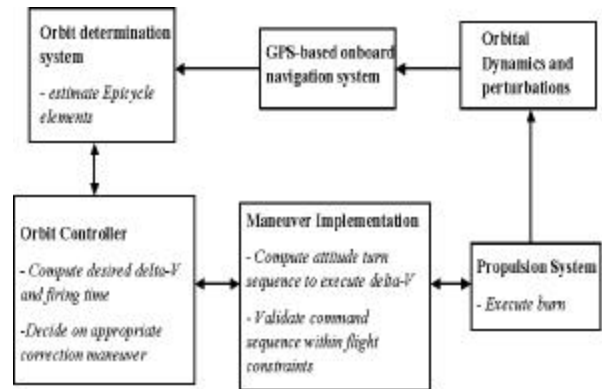 Orbit determination
system
- estimate Epicycle
elements
GPS-based onboard
navigation system
Orbital
Dynamics and
perturbations
Orbit Controller
- Compute desired delta-V
and firing time
-Decide on appropriate
correction maneuver
Maneuver Implementation
- Compute attitude turn
sequence to execute delta-V
- Validate command
sequence within flight
constraints
Propulsion System
- Execute burn